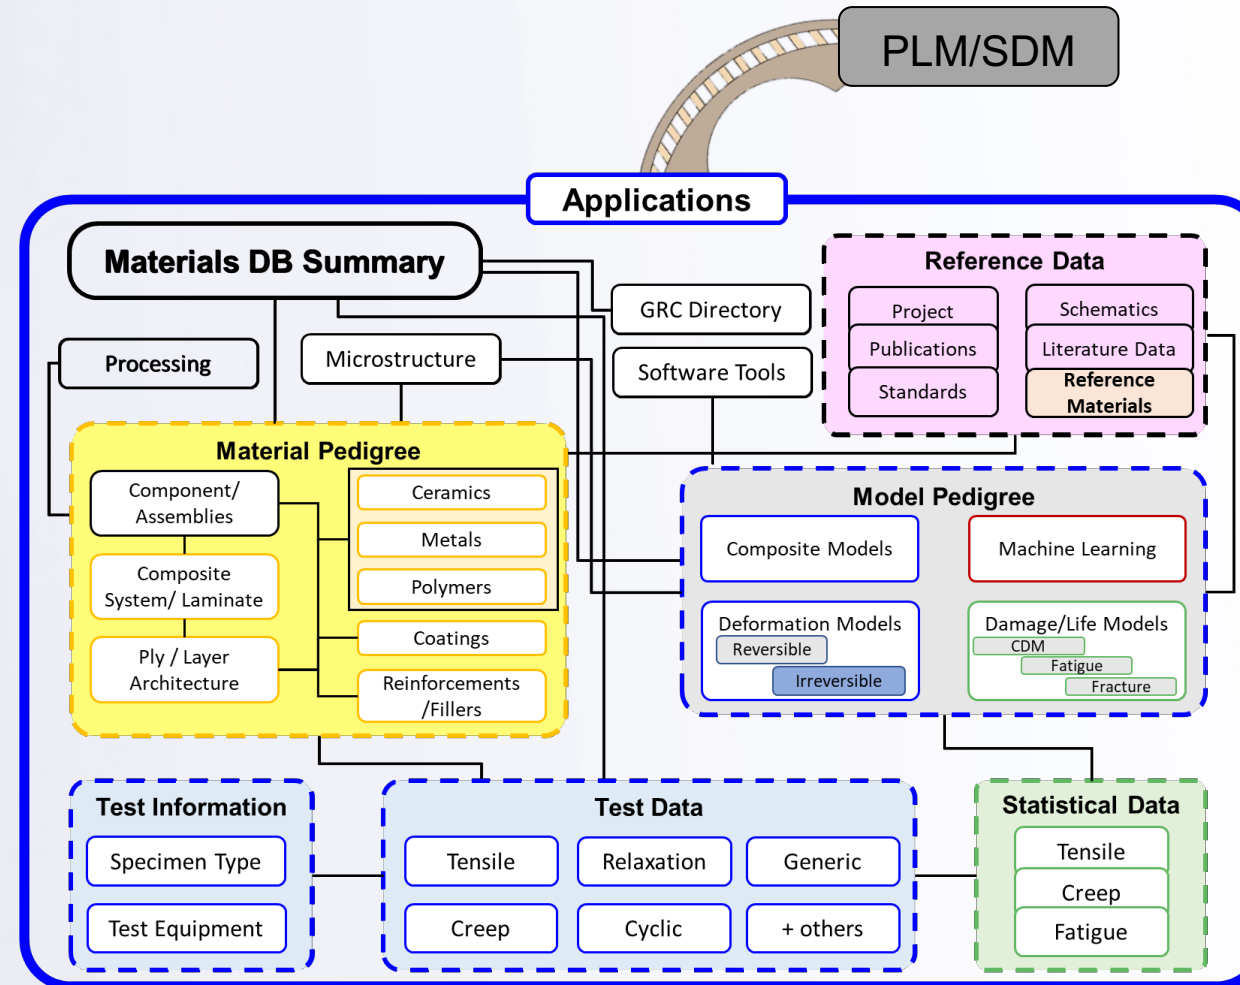 PLM/SDM
Applications
Materials DB Summary
Processing
Microstructure
GRC Directory
Software Tools
Reference Data
Project
Publications
Standards
Schematics
Literature Data
Reference
Materials
Material Pedigree
Component/
Assemblies
Composite
System/ Laminate
Ply / Layer
Architecture
Ceramics
Metals
Polymers
Coatings
Reinforcements
/Fillers
Model Pedigree
Composite Models
Machine Learning
Deformation Models
Reversible
Irreversible
Damage/Life Models
CDM
Fatigue
Fracture
Test Information
Specimen Type
Test Equipment
Test Data
Tensile
Relaxation
Generic
Creep
Cyclic
+ others
Statistical Data
Tensile
Creep
Fatigue